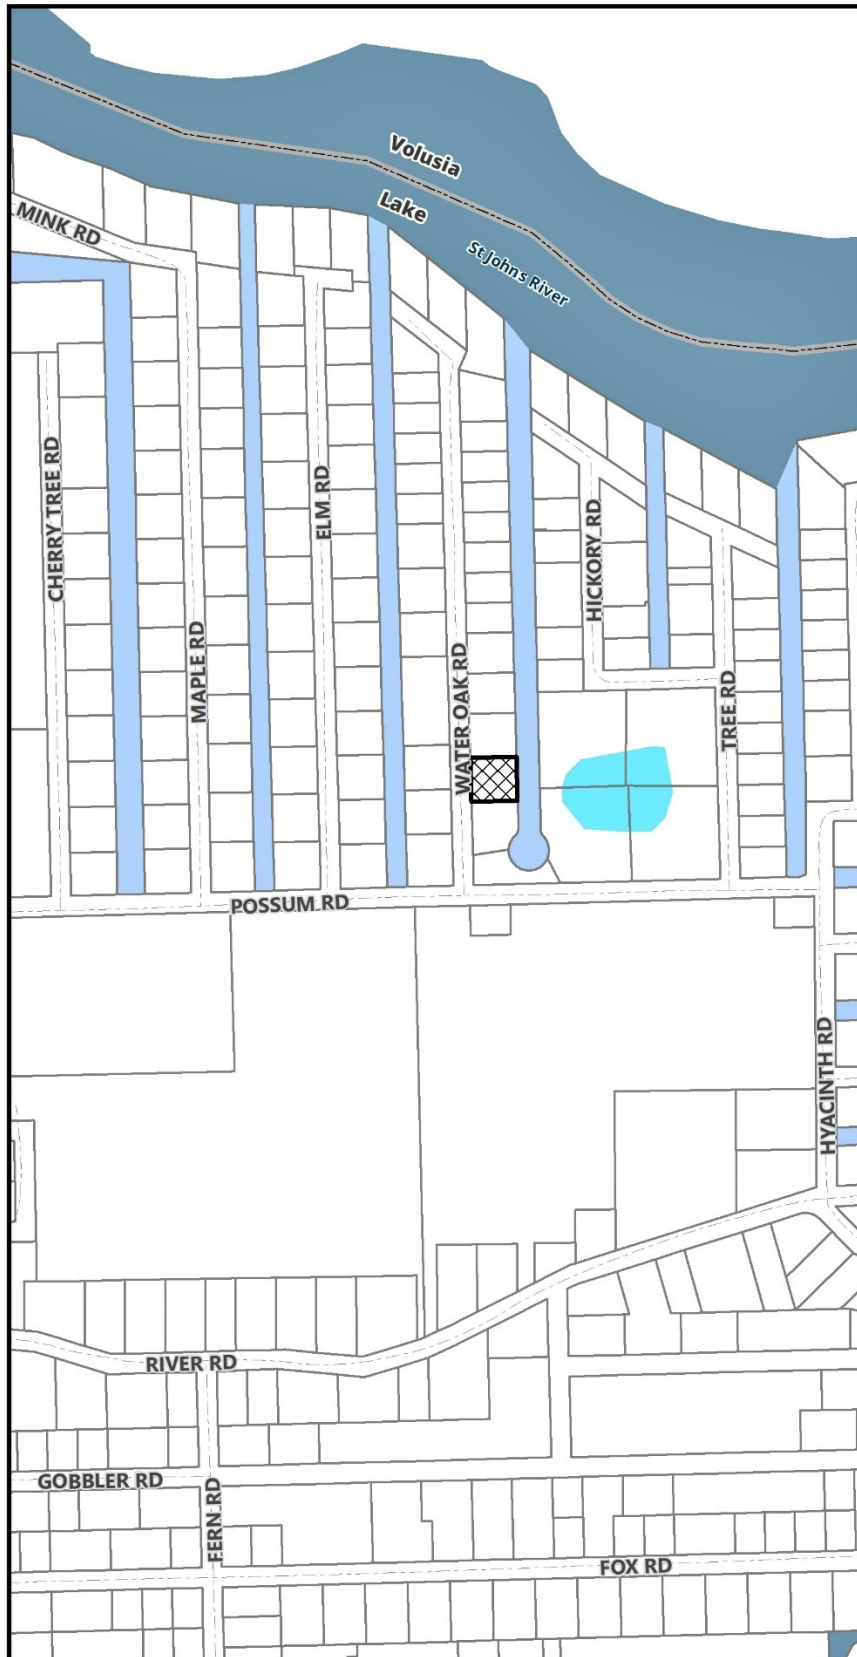 Volusia
Lake
St Johns River
MINK RD
CHERRY TREE RD
ELM RD
HICKORY RD
MAPLE RD
WATER OAK RD
TREE RD
POSSUM RD
HYACINTH RD
RIVER RD
GOBBLER RD
FERN RD
FOX RD